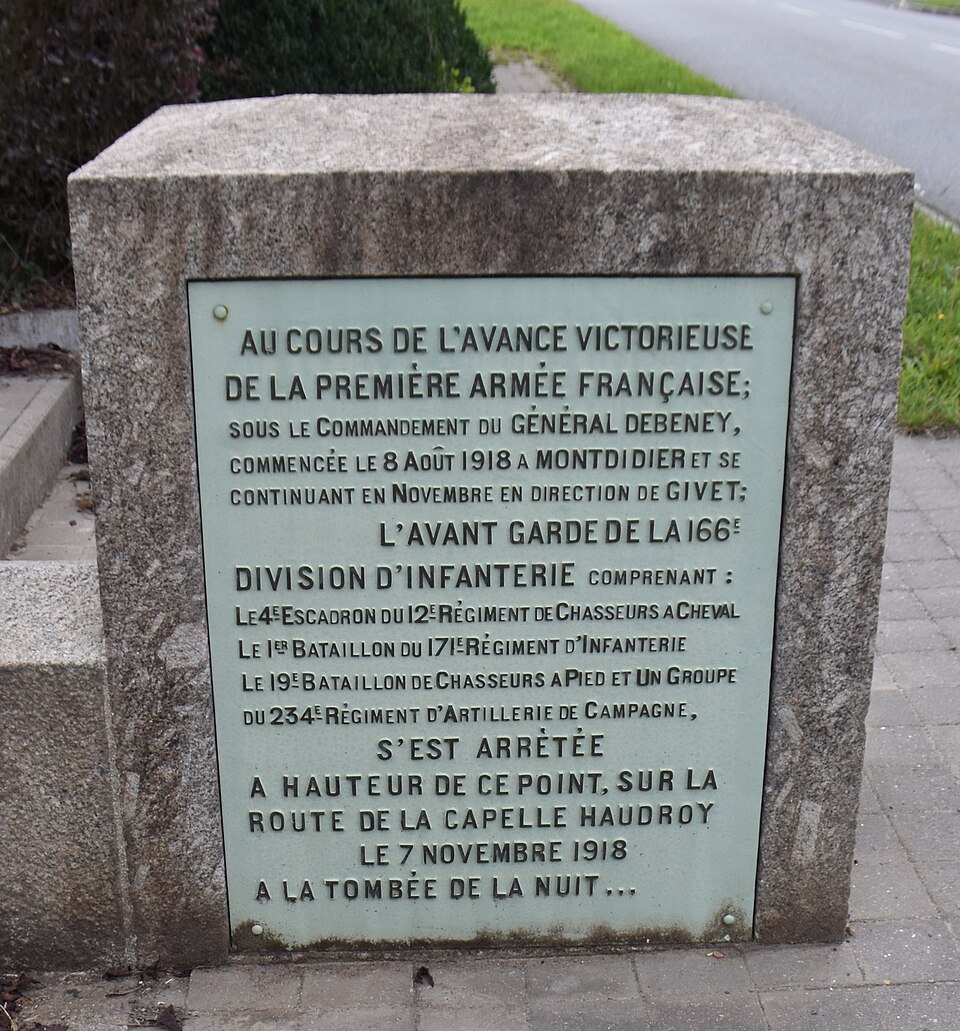 AU COURS DE L'AVANCE VICTORIEUSE
DE LA PREMIÈRE ARMÉE FRANÇAISE;
SOUS LE COMMANDEMENT DU GÉNÉRAL DEBENEY,
COMMENCÉE LE 8 AOÛT 1918 A MONTDIDIER ET SE
CONTINUANT EN NOVEMBRE EN DIRECTION DE GIVET;
L'AVANT GARDE DE LA 166E
DIVISION D'INFANTERIE COMPRENANT :
LE 4E ESCADRON DU 12E RÉGIMENT DE CHASSEURS A CHEVAL
LE 1ER BATAILLON DU 171E RÉGIMENT D'INFANTERIE
LE 19E BATAILLON DE CHASSEURS A PIED ET UN GROUPE
DU 234E RÉGIMENT D'ARTILLERIE DE CAMPAGNE,
S'EST ARRÈTÉE
A HAUTEUR DE CE POINT, SUR LA
ROUTE DE LA CAPELLE HAUDROY
LE 7 NOVEMBRE 1918
A LA TOMBÉE DE LA NUIT...